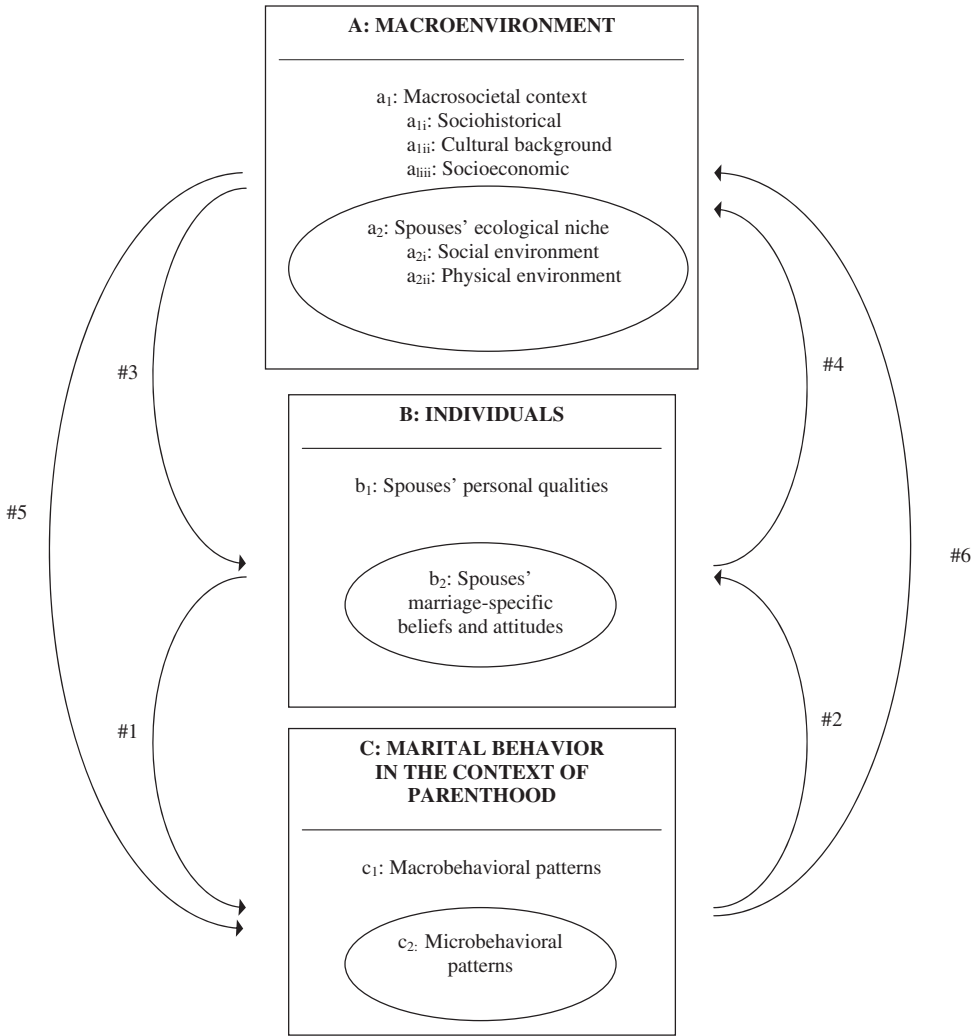 A: MACROENVIRONMENT
a₁: Macrosocietal context
a₁ᵢ: Sociohistorical
a₁ᵢᵢ: Cultural background
aₗᵢᵢᵢ: Socioeconomic
a₂: Spouses’ ecological niche
a₂ᵢ: Social environment
a₂ᵢᵢ: Physical environment
#3
#4
B: INDIVIDUALS
b₁: Spouses’ personal qualities
#5
#6
b₂: Spouses’
marriage-specific
beliefs and attitudes
#1
#2
C: MARITAL BEHAVIOR
IN THE CONTEXT OF
PARENTHOOD
c₁: Macrobehavioral patterns
c₂: Microbehavioral
patterns